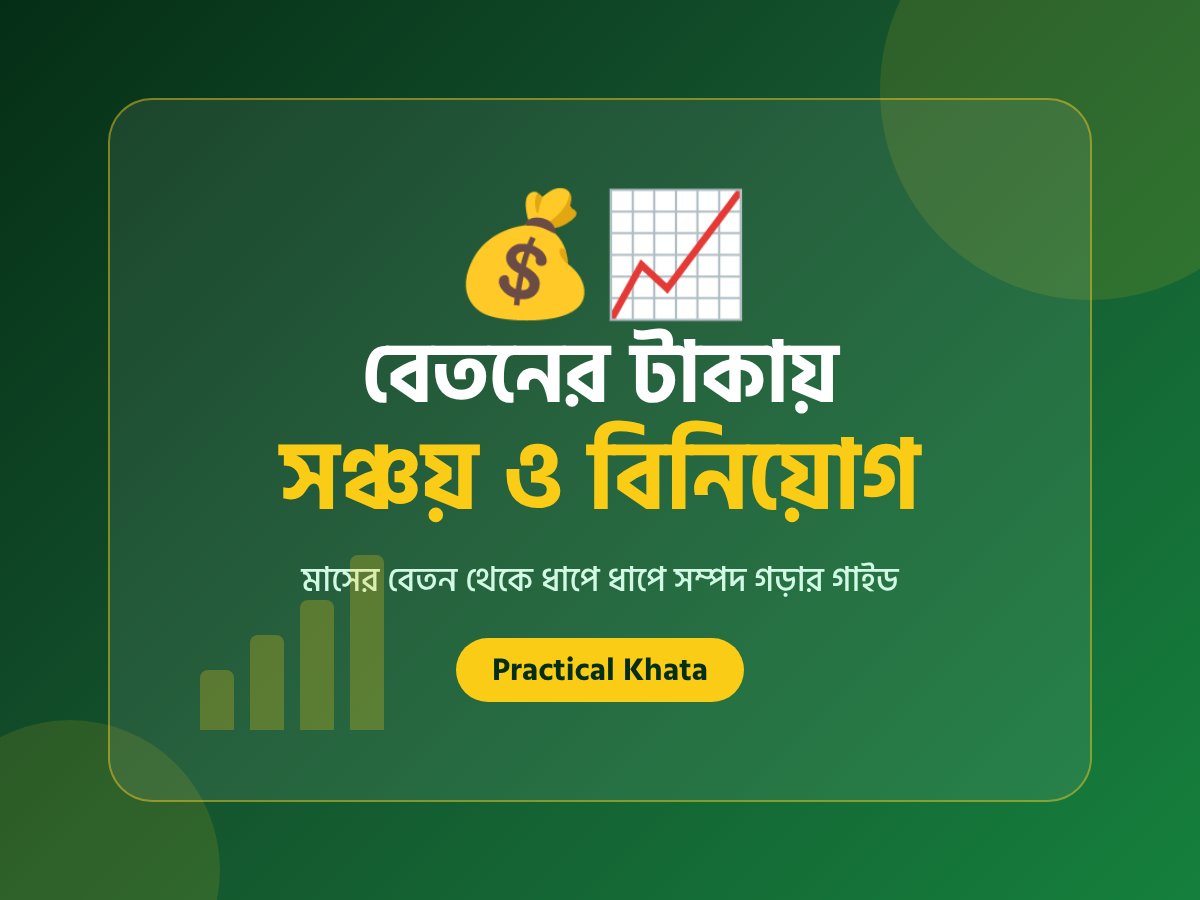 $
বেতনের টাকায়
সঞ্চয় ও বিনিয়োগ
মাসের বেতন থেকে ধাপে ধাপে সম্পদ গড়ার গাইড
Practical Khata